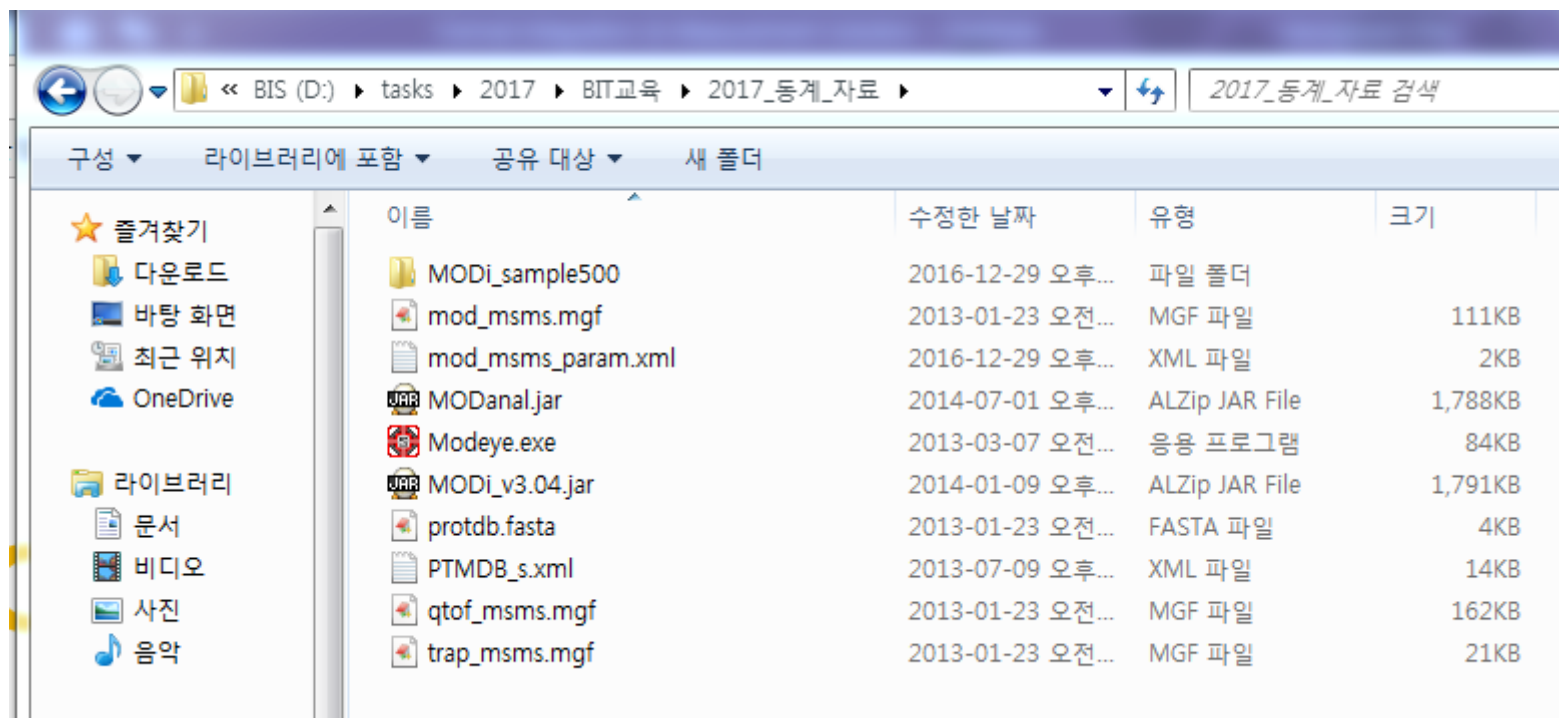 « BIS (D:) ▸ tasks ▸ 2017 ▸ BIT교육 ▸ 2017_동계_자료 ▸ 2017_동계_자료 검색
구성 라이브러리에 포함 공유 대상 새 폴더
즐겨찾기
다운로드
바탕 화면
최근 위치
OneDrive
라이브러리
문서
비디오
사진
음악
이름 수정한 날짜 유형 크기
MODi_sample500 2016-12-29 오후... 파일 폴더
mod_msms.mgf 2013-01-23 오전... MGF 파일 111KB
mod_msms_param.xml 2016-12-29 오후... XML 파일 2KB
MODanal.jar 2014-07-01 오후... ALZip JAR File 1,788KB
Modeye.exe 2013-03-07 오전... 응용 프로그램 84KB
MODi_v3.04.jar 2014-01-09 오후... ALZip JAR File 1,791KB
protdb.fasta 2013-01-23 오전... FASTA 파일 4KB
PTMDB_s.xml 2013-07-09 오후... XML 파일 14KB
qtof_msms.mgf 2013-01-23 오전... MGF 파일 162KB
trap_msms.mgf 2013-01-23 오전... MGF 파일 21KB